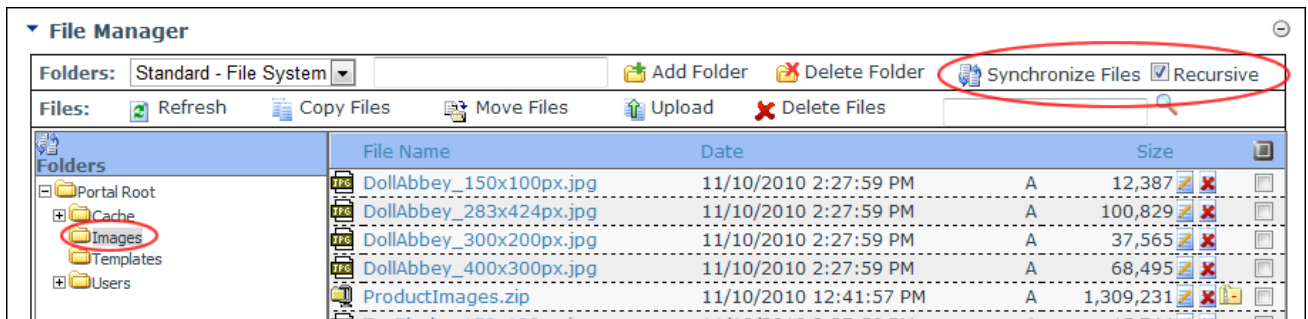 File Manager
Folders: Standard - File System Add Folder Delete Folder Synchronize Files Recursive
Files: Refresh Copy Files Move Files Upload Delete Files
Folders File Name Date Size
Portal Root
Cache
Images
Templates
Users
DollAbbey_150x100px.jpg 11/10/2010 2:27:59 PM A 12,387
DollAbbey_283x424px.jpg 11/10/2010 2:27:59 PM A 100,829
DollAbbey_300x200px.jpg 11/10/2010 2:27:59 PM A 37,565
DollAbbey_400x300px.jpg 11/10/2010 2:27:59 PM A 68,495
ProductImages.zip 11/10/2010 12:41:57 PM A 1,309,231